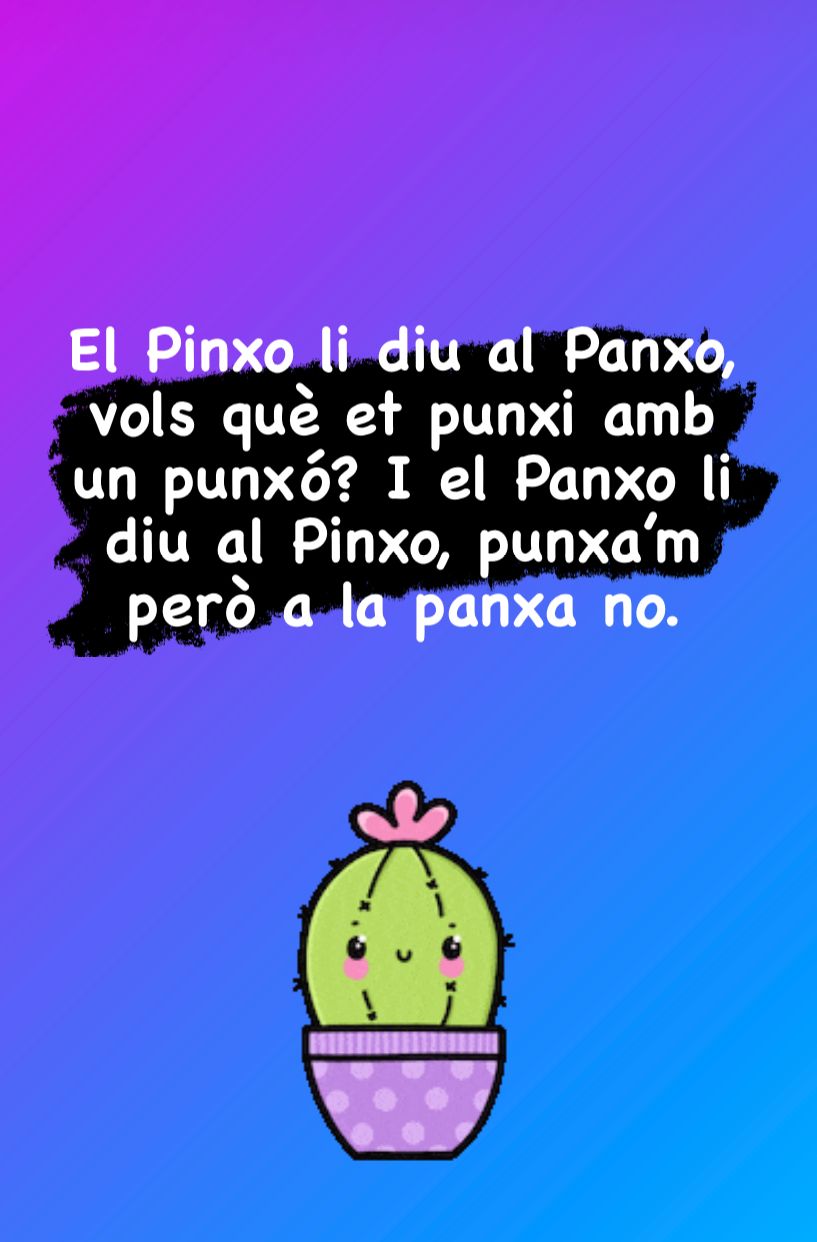 El Pinxo li diu al Panxo,
vols què et punxi amb
un punxó? I el Panxo li
diu al Pinxo, punxa'm
però a la panxa no.